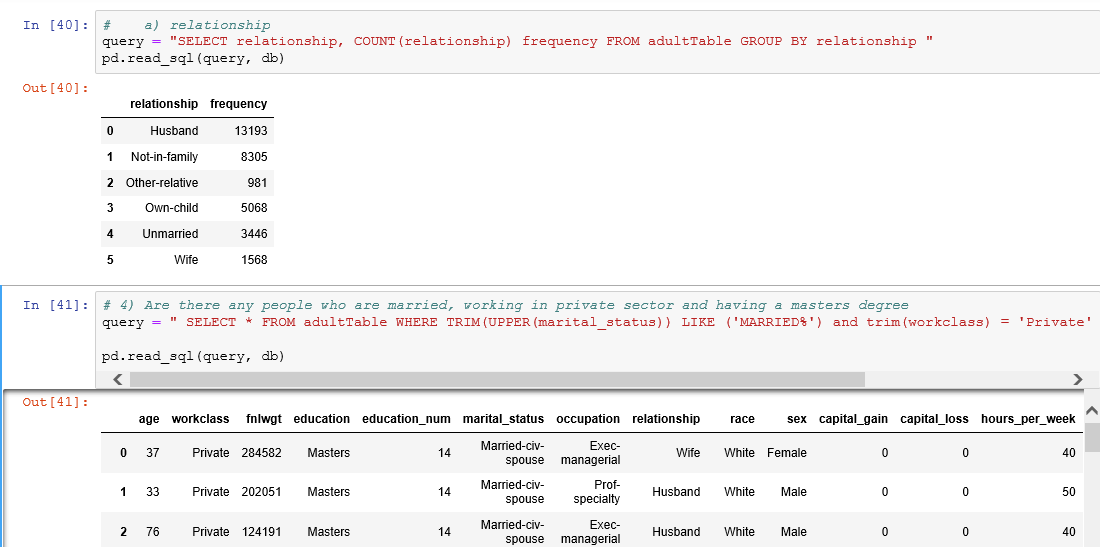 In [40]: #    a) relationship
query = "SELECT relationship, COUNT(relationship) frequency FROM adultTable GROUP BY relationship "
pd.read_sql(query, db)
Out[40]:
relationship frequency
0 Husband 13193
1 Not-in-family 8305
2 Other-relative 981
3 Own-child 5068
4 Unmarried 3446
5 Wife 1568
In [41]: # 4) Are there any people who are married, working in private sector and having a masters degree
query = " SELECT * FROM adultTable WHERE TRIM(UPPER(marital_status)) LIKE ('MARRIED%') and trim(workclass) = 'Private'
pd.read_sql(query, db)
Out[41]:
age workclass fnlwgt education education_num marital_status occupation relationship race sex capital_gain capital_loss hours_per_week
0 37 Private 284582 Masters 14 Married-civ-spouse Exec-managerial Wife White Female 0 0 40
1 33 Private 202051 Masters 14 Married-civ-spouse Prof-specialty Husband White Male 0 0 50
2 76 Private 124191 Masters 14 Married-civ-spouse Exec-managerial Husband White Male 0 0 40